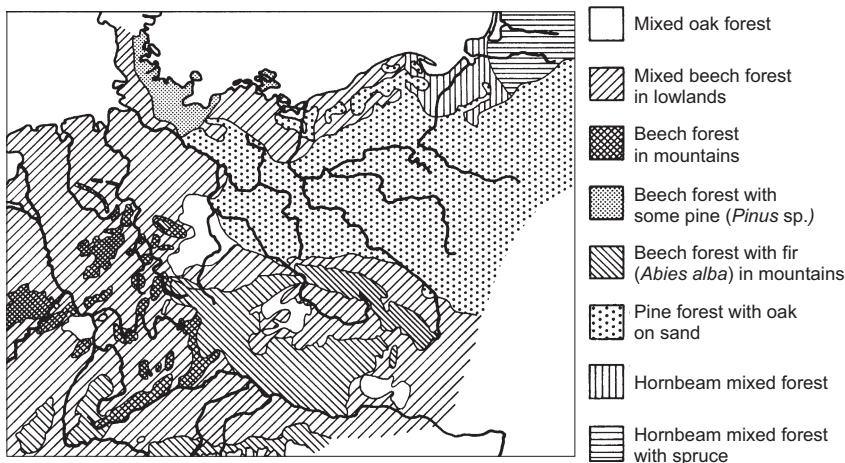 Mixed oak forest
Mixed beech forest
in lowlands
Beech forest
in mountains
Beech forest with
some pine (Pinus sp.)
Beech forest with fir
(Abies alba) in mountains
Pine forest with oak
on sand
Hornbeam mixed forest
Hornbeam mixed forest
with spruce